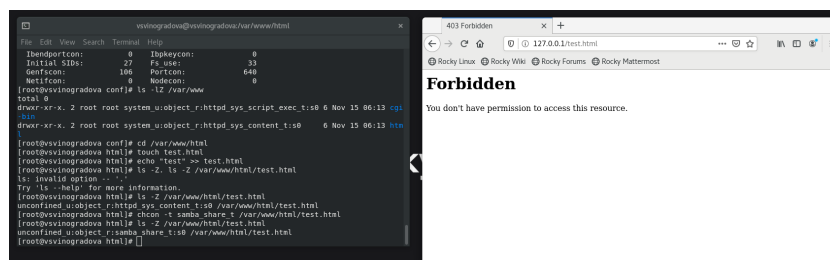 vsvinogradova@vsvinogradova:/var/www/html
File Edit View Search Terminal Help
Ibendportcon: 0 Ibpkeycon: 0
Initial SIDs: 27 Fs_use: 33
Genfscon: 106 Portcon: 640
Netifcon: 0 Nodecon: 0
[root@vsvinogradova conf]# ls -lZ /var/www
total 0
drwxr-xr-x. 2 root root system_u:object_r:httpd_sys_script_exec_t:s0 6 Nov 15 06:13 cgi
-bin
drwxr-xr-x. 2 root root system_u:object_r:httpd_sys_content_t:s0 6 Nov 15 06:13 htm
l
[root@vsvinogradova conf]# cd /var/www/html
[root@vsvinogradova html]# touch test.html
[root@vsvinogradova html]# echo "test" >> test.html
[root@vsvinogradova html]# ls -Z. ls -Z /var/www/html/test.html
ls: invalid option -- '.'
Try 'ls --help' for more information.
[root@vsvinogradova html]# ls -Z /var/www/html/test.html
unconfined_u:object_r:httpd_sys_content_t:s0 /var/www/html/test.html
[root@vsvinogradova html]# chcon -t samba_share_t /var/www/html/test.html
[root@vsvinogradova html]# ls -Z /var/www/html/test.html
unconfined_u:object_r:samba_share_t:s0 /var/www/html/test.html
[root@vsvinogradova html]#
403 Forbidden
127.0.0.1/test.html
Rocky Linux Rocky Wiki Rocky Forums Rocky Mattermost
Forbidden
You don't have permission to access this resource.